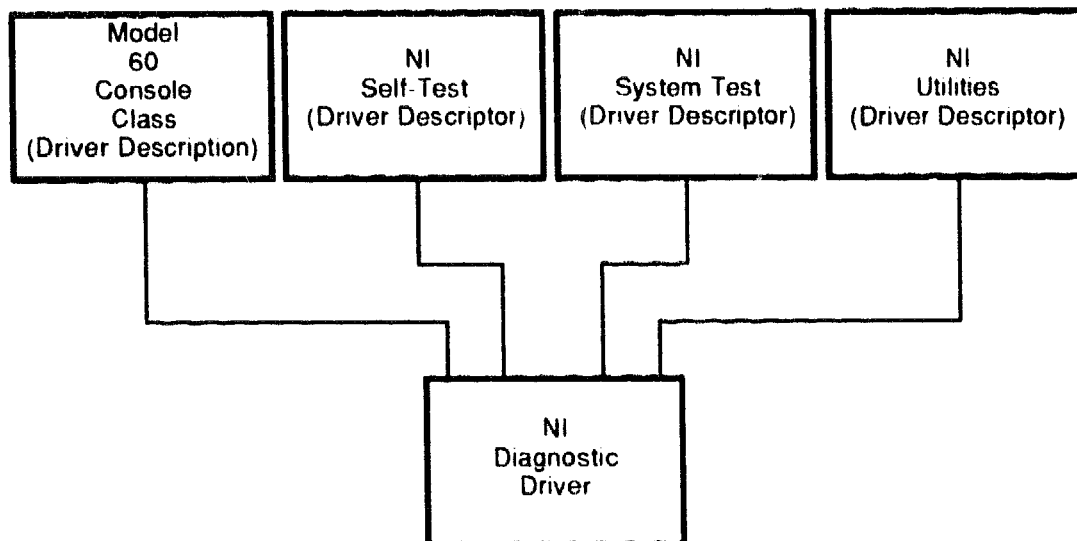 Model
60
Console
Class
(Driver Description)
NI
Self-Test
(Driver Descriptor)
NI
System Test
(Driver Descriptor)
NI
Utilities
(Driver Descriptor)
NI
Diagnostic
Driver